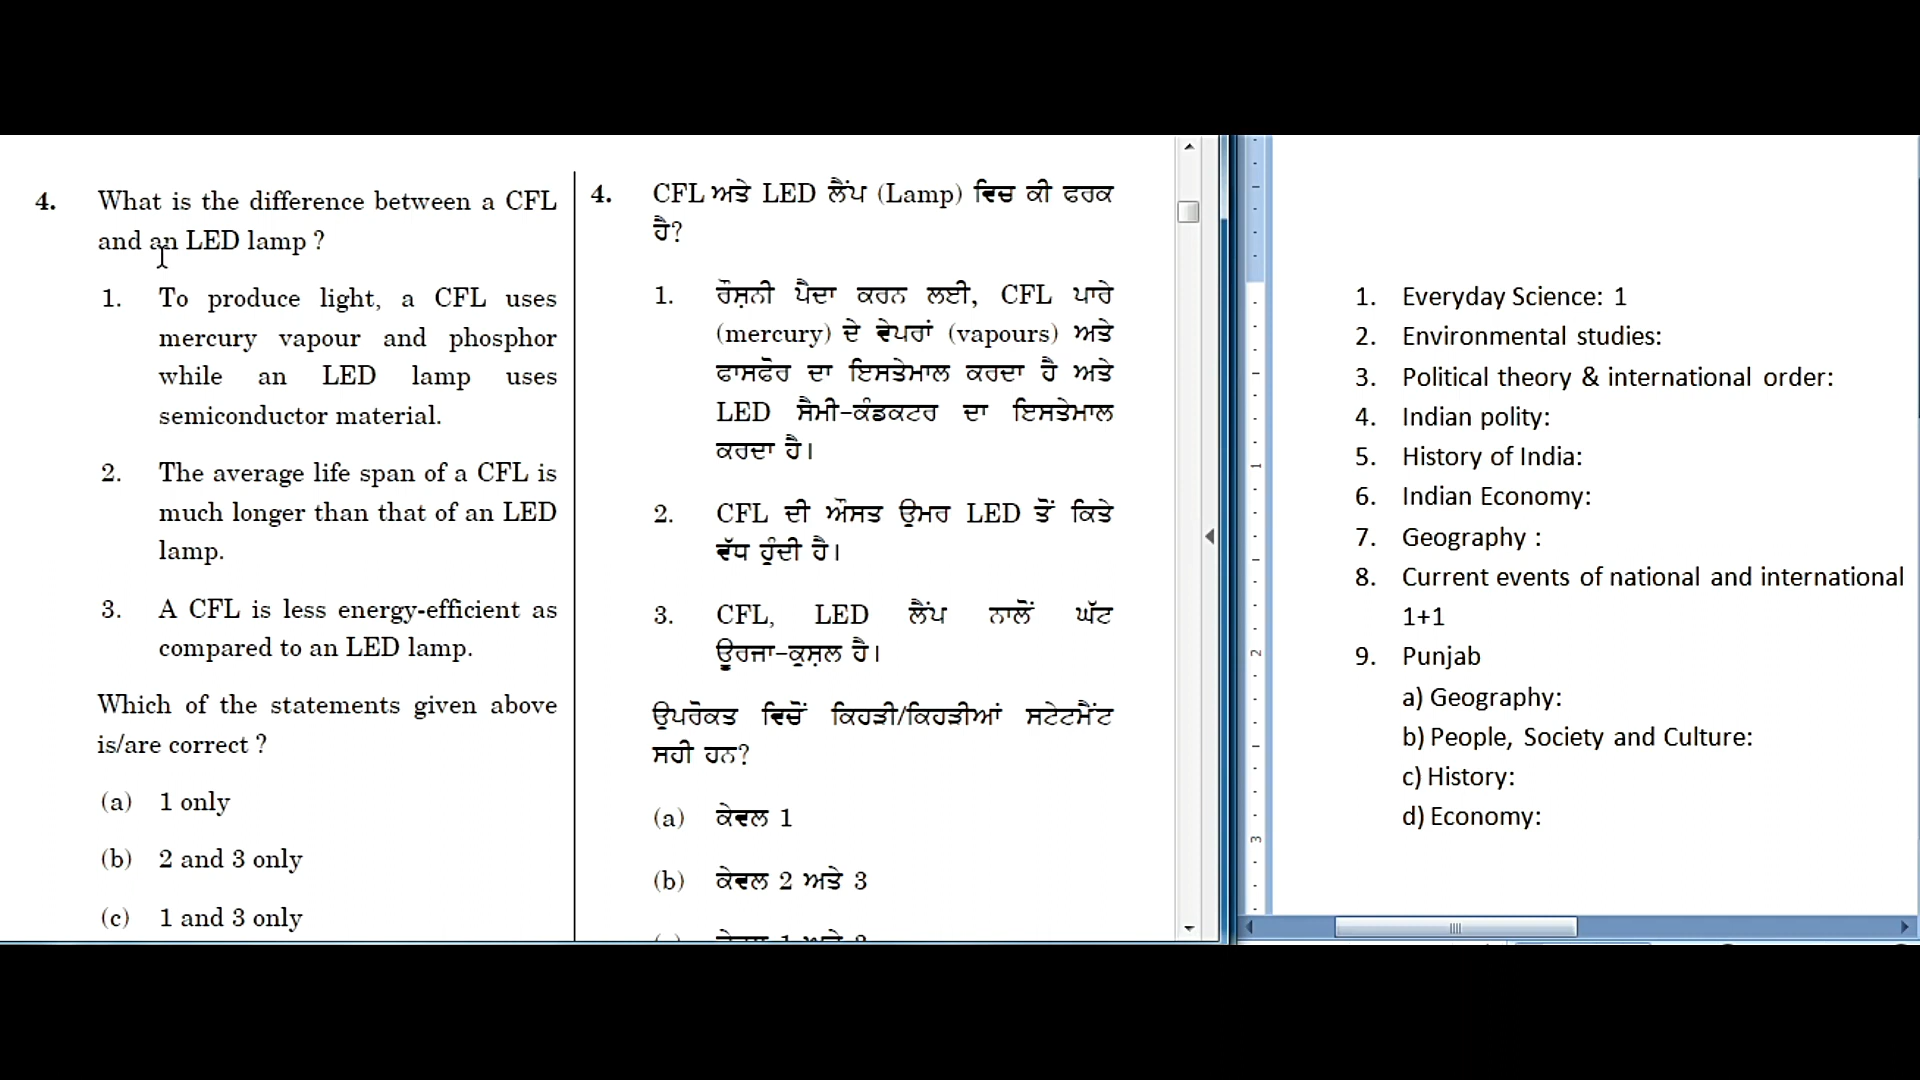 4. What is the difference between a CFL
and an LED lamp ?
1. To produce light, a CFL uses
mercury vapour and phosphor
while an LED lamp uses
semiconductor material.
2. The average life span of a CFL is
much longer than that of an LED
lamp.
3. A CFL is less energy-efficient as
compared to an LED lamp.
Which of the statements given above
is/are correct ?
(a) 1 only
(b) 2 and 3 only
(c) 1 and 3 only
4. CFL ਅਤੇ LED ਲੈਂਪ (Lamp) ਵਿਚ ਕੀ ਫਰਕ
ਹੈ?
1. ਰੌਸ਼ਨੀ ਪੈਦਾ ਕਰਨ ਲਈ, CFL ਪਾਰੇ
(mercury) ਦੇ ਵੇਪਰਾਂ (vapours) ਅਤੇ
ਫਾਸਫੋਰ ਦਾ ਇਸਤੇਮਾਲ ਕਰਦਾ ਹੈ ਅਤੇ
LED ਸੈਮੀ-ਕੰਡਕਟਰ ਦਾ ਇਸਤੇਮਾਲ
ਕਰਦਾ ਹੈ।
2. CFL ਦੀ ਔਸਤ ਉਮਰ LED ਤੋਂ ਕਿਤੇ
ਵੱਧ ਹੁੰਦੀ ਹੈ।
3. CFL, LED ਲੈਂਪ ਨਾਲੋਂ ਘੱਟ
ਊਰਜਾ-ਕੁਸ਼ਲ ਹੈ।
ਉਪਰੋਕਤ ਵਿਚੋਂ ਕਿਹੜੀ/ਕਿਹੜੀਆਂ ਸਟੇਟਮੈਂਟ
ਸਹੀ ਹਨ?
(a) ਕੇਵਲ 1
(b) ਕੇਵਲ 2 ਅਤੇ 3
1. Everyday Science: 1
2. Environmental studies:
3. Political theory & international order:
4. Indian polity:
5. History of India:
6. Indian Economy:
7. Geography :
8. Current events of national and international
1+1
9. Punjab
a) Geography:
b) People, Society and Culture:
c) History:
d) Economy:
1
2
3